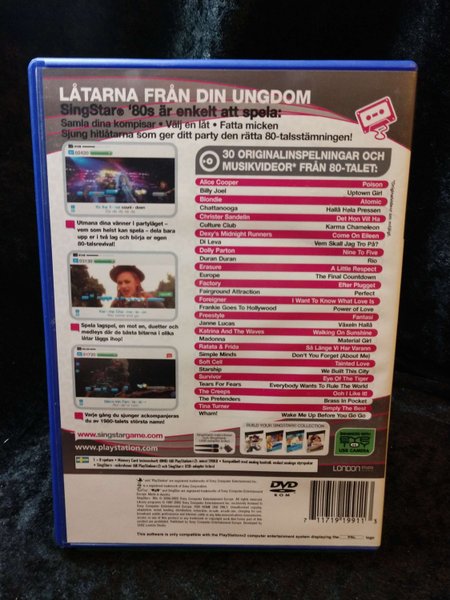 LÅTARNA FRÅN DIN UNGDOM
SingStar® '80s är enkelt att spela:
Samla dina kompisar • Välj en låt • Fatta micken
Sjung hitlåtarna som ger ditt party den rätta 80-talsstämningen!
30 ORIGINALINSPELNINGAR OCH
MUSIKVIDEOR* FRÅN 80-TALET:
Alice Cooper Poison
Billy Joel Uptown Girl
Blondie Atomic
Chattanooga Hallå Hela Pressen
Christer Sandelin Det Hon Vill Ha
Culture Club Karma Chameleon
Dexy's Midnight Runners Come On Eileen
Di Leva Vem Skall Jag Tro På?
Dolly Parton Nine To Five
Duran Duran Rio
Erasure A Little Respect
Europe The Final Countdown
Factory Efter Plugget
Fairground Attraction Perfect
Foreigner I Want To Know What Love Is
Frankie Goes To Hollywood Power of Love
Freestyle Fantasi
Janne Lucas Växeln Hallå
Katrina And The Waves Walking On Sunshine
Madonna Material Girl
Ratata & Frida Så Länge Vi Har Varann
Simple Minds Don't You Forget (About Me)
Soft Cell Tainted Love
Starship We Built This City
Survivor Eye Of The Tiger
Tears For Fears Everybody Wants To Rule The World
The Creeps Ooh I Like It!
The Pretenders Brass In Pocket
Tina Turner Simply The Best
Wham! Wake Me Up Before You Go Go
Utmana dina vänner i partyläget –
vem som helst kan spela – dela bara
upp er i två lag och börja er egen
80-talsrevival!
Spela lagspel, en mot en, duetter och
medleys där de bästa bitarna i olika
låtar läggs ihop!
Varje gång du sjunger ackompanjeras
du av 1980-talets största namn!
BUILD YOUR SINGSTAR® COLLECTION
USB CAMERA
www.singstargame.com
www.playstation.com
LONDON
DVD
ROM
7 11719 19911 3
This software is only compatible with the PlayStation®2 computer entertainment system displaying the PAL logo